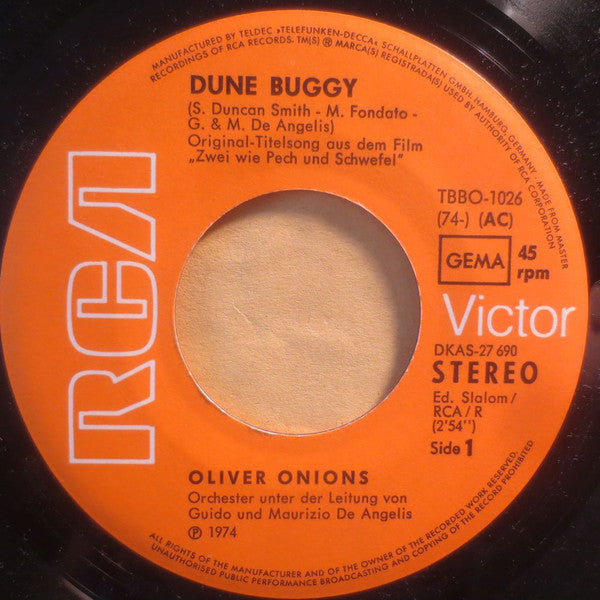 MANUFACTURED BY TELDEC »TELEFUNKEN-DECCA« SCHALLPLATTEN GMBH, HAMBURG, GERMANY · MADE FROM MASTER
RECORDINGS OF RCA RECORDS. TM(S) ® MARCA(S) REGISTRADA(S) USED BY AUTHORITY OF RCA CORPORATION
DUNE BUGGY
(S. Duncan Smith - M. Fondato -
G. & M. De Angelis)
Original-Titelsong aus dem Film
„Zwei wie Pech und Schwefel"
RCA
TBBO-1026
(74-) (AC)
GEMA
45
rpm
Victor
DKAS-27 690
STEREO
Ed. Slalom/
RCA/R
(2'54'')
Side 1
OLIVER ONIONS
Orchester unter der Leitung von
Guido und Maurizio De Angelis
℗ 1974
ALL RIGHTS OF THE MANUFACTURER AND OF THE OWNER OF THE RECORDED WORK RESERVED.
UNAUTHORISED PUBLIC PERFORMANCE BROADCASTING AND COPYING OF THE RECORD PROHIBITED